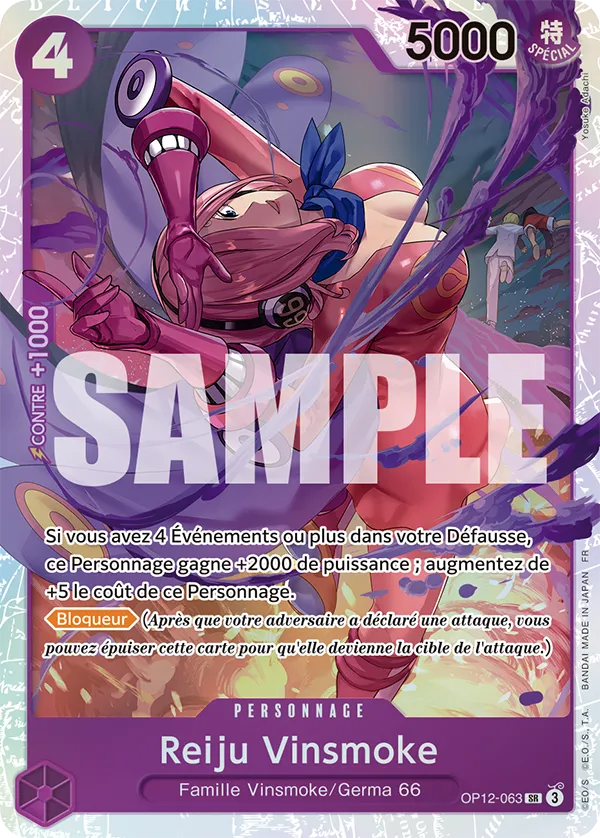 4
5000
特
SPÉCIAL
Yosuke Adachi
CONTRE +1000
66
SAMPLE
Si vous avez 4 Événements ou plus dans votre Défausse,
ce Personnage gagne +2000 de puissance ; augmentez de
+5 le coût de ce Personnage.
Bloqueur (Après que votre adversaire a déclaré une attaque, vous
pouvez épuiser cette carte pour qu'elle devienne la cible de l'attaque.)
PERSONNAGE
Reiju Vinsmoke
Famille Vinsmoke/Germa 66
OP12-063 SR 3
©EO/S ©E.O./S, T.A. BANDAI MADE IN JAPAN FR